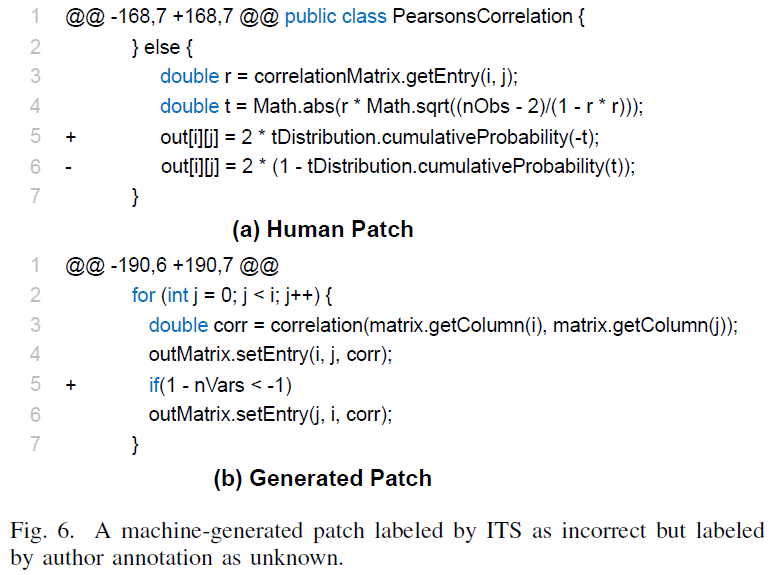 1 @@ -168,7 +168,7 @@ public class PearsonsCorrelation {
2 } else {
3 double r = correlationMatrix.getEntry(i, j);
4 double t = Math.abs(r * Math.sqrt((nObs - 2)/(1 - r * r)));
5 + out[i][j] = 2 * tDistribution.cumulativeProbability(-t);
6 - out[i][j] = 2 * (1 - tDistribution.cumulativeProbability(t));
7 }
(a) Human Patch
1 @@ -190,6 +190,7 @@
2 for (int j = 0; j < i; j++) {
3 double corr = correlation(matrix.getColumn(i), matrix.getColumn(j));
4 outMatrix.setEntry(i, j, corr);
5 + if(1 - nVars < -1)
6 outMatrix.setEntry(j, i, corr);
7 }
(b) Generated Patch
Fig. 6. A machine-generated patch labeled by ITS as incorrect but labeled
by author annotation as unknown.